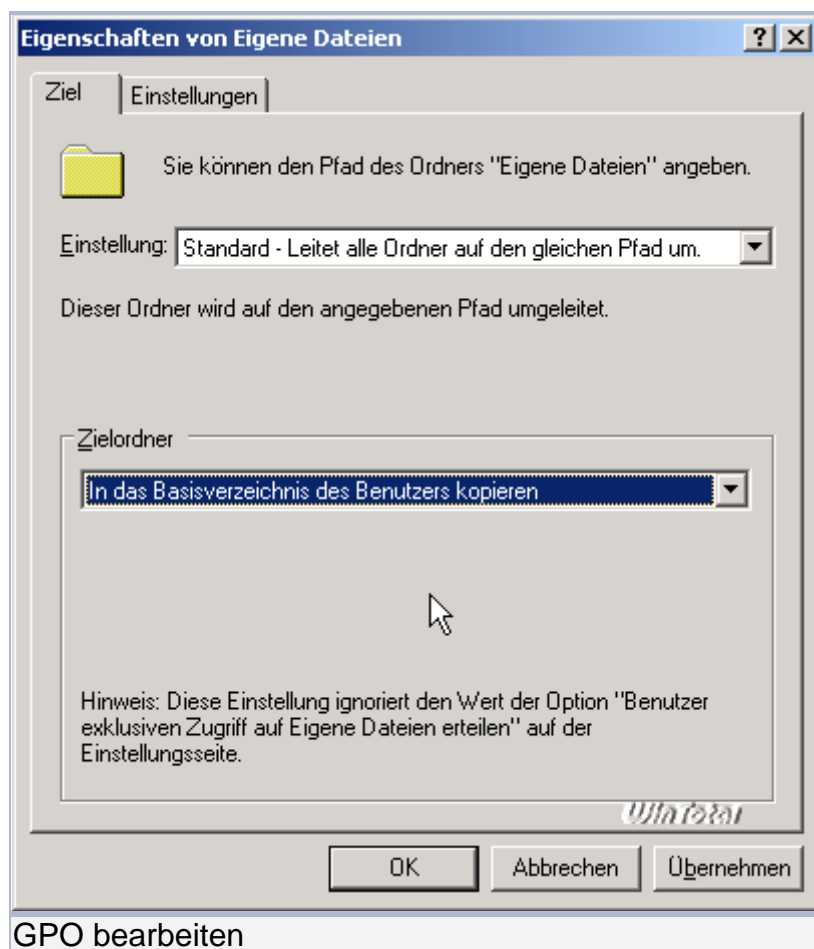 Eigenschaften von Eigene Dateien
Ziel
Einstellungen
Sie können den Pfad des Ordners "Eigene Dateien" angeben.
Einstellung: Standard - Leitet alle Ordner auf den gleichen Pfad um.
Dieser Ordner wird auf den angegebenen Pfad umgeleitet.
Zielordner
In das Basisverzeichnis des Benutzers kopieren
Hinweis: Diese Einstellung ignoriert den Wert der Option "Benutzer
exklusiven Zugriff auf Eigene Dateien erteilen" auf der
Einstellungsseite.
WinTotal
OK
Abbrechen
Übernehmen
GPO bearbeiten